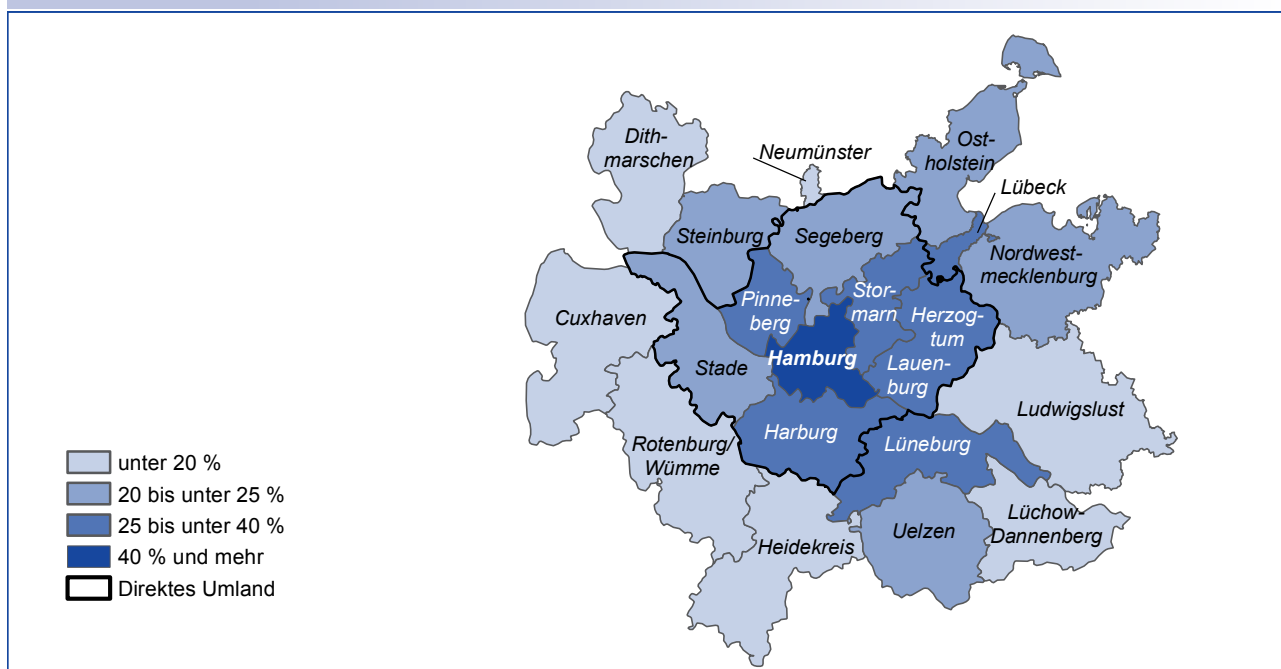 Dith-
marschen
Neumünster
Ost-
holstein
Lübeck
Steinburg
Segeberg
Nordwest-
mecklenburg
Cuxhaven
Pinne-
berg
Stor-
marn
Herzog-
tum
Lauen-
burg
Hamburg
Stade
Ludwigslust
Harburg
Lüneburg
Rotenburg/
Wümme
Heidekreis
Uelzen
Lüchow-
Dannenberg
unter 20 %
20 bis unter 25 %
25 bis unter 40 %
40 % und mehr
Direktes Umland